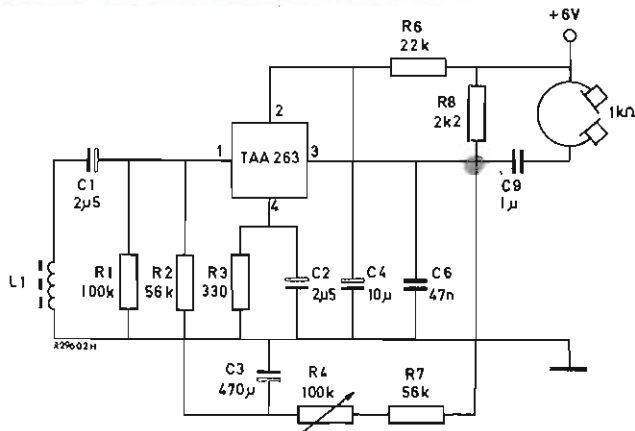 R6
22k
+6V
R8
2k2
1kΩ
2
1
TAA 263
3
4
C1
2µ5
C9
1µ
L1
R1
100k
R2
56k
R3
330
C2
2µ5
C4
10µ
C6
47n
R29602H
C3
470µ
R4
100k
R7
56k